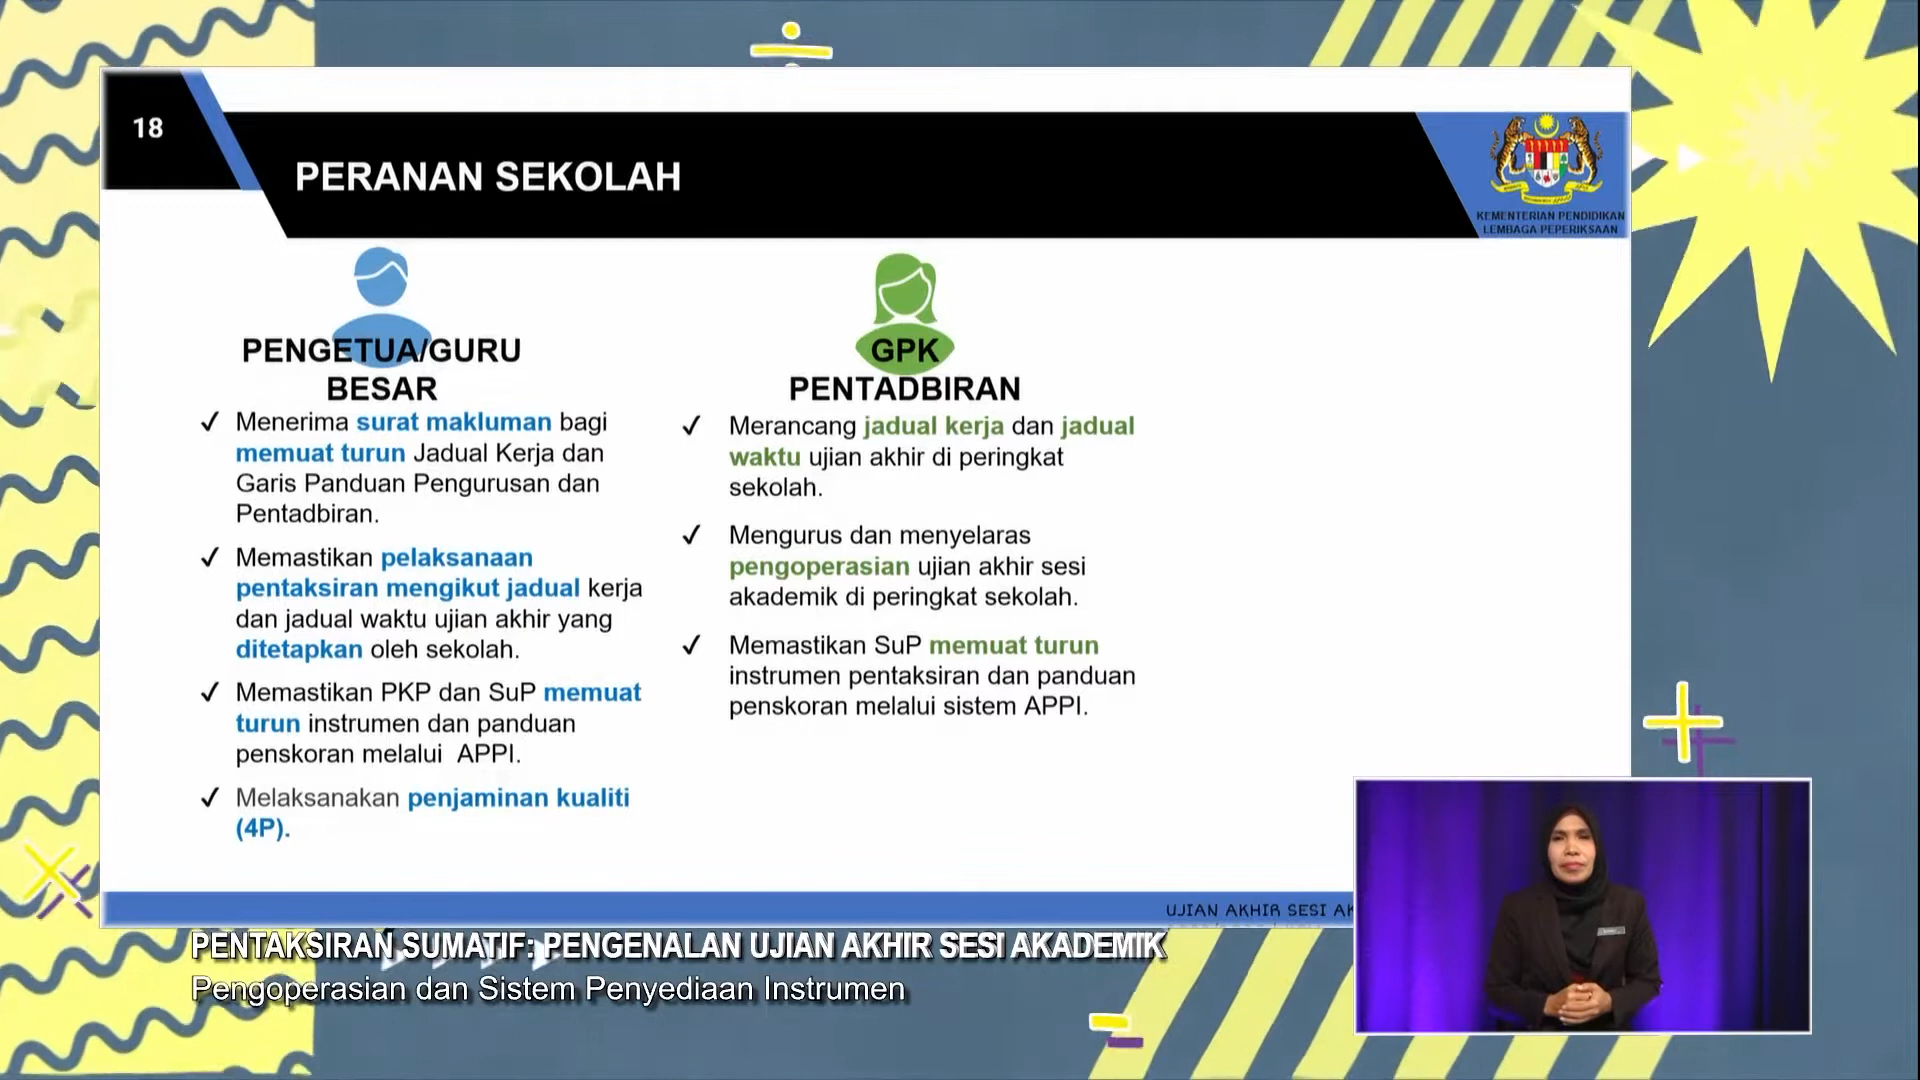 18
PERANAN SEKOLAH
KEMENTERIAN PENDIDIKAN
LEMBAGA PEPERIKSAAN
PENGETUA/GURU
BESAR
✓ Menerima surat makluman bagi
memuat turun Jadual Kerja dan
Garis Panduan Pengurusan dan
Pentadbiran.
✓ Memastikan pelaksanaan
pentaksiran mengikut jadual kerja
dan jadual waktu ujian akhir yang
ditetapkan oleh sekolah.
✓ Memastikan PKP dan SuP memuat
turun instrumen dan panduan
penskoran melalui APPI.
✓ Melaksanakan penjaminan kualiti
(4P).
GPK
PENTADBIRAN
✓ Merancang jadual kerja dan jadual
waktu ujian akhir di peringkat
sekolah.
✓ Mengurus dan menyelaras
pengoperasian ujian akhir sesi
akademik di peringkat sekolah.
✓ Memastikan SuP memuat turun
instrumen pentaksiran dan panduan
penskoran melalui sistem APPI.
UJIAN AKHIR SESI AK
PENTAKSIRAN SUMATIF: PENGENALAN UJIAN AKHIR SESI AKADEMIK
Pengoperasian dan Sistem Penyediaan Instrumen